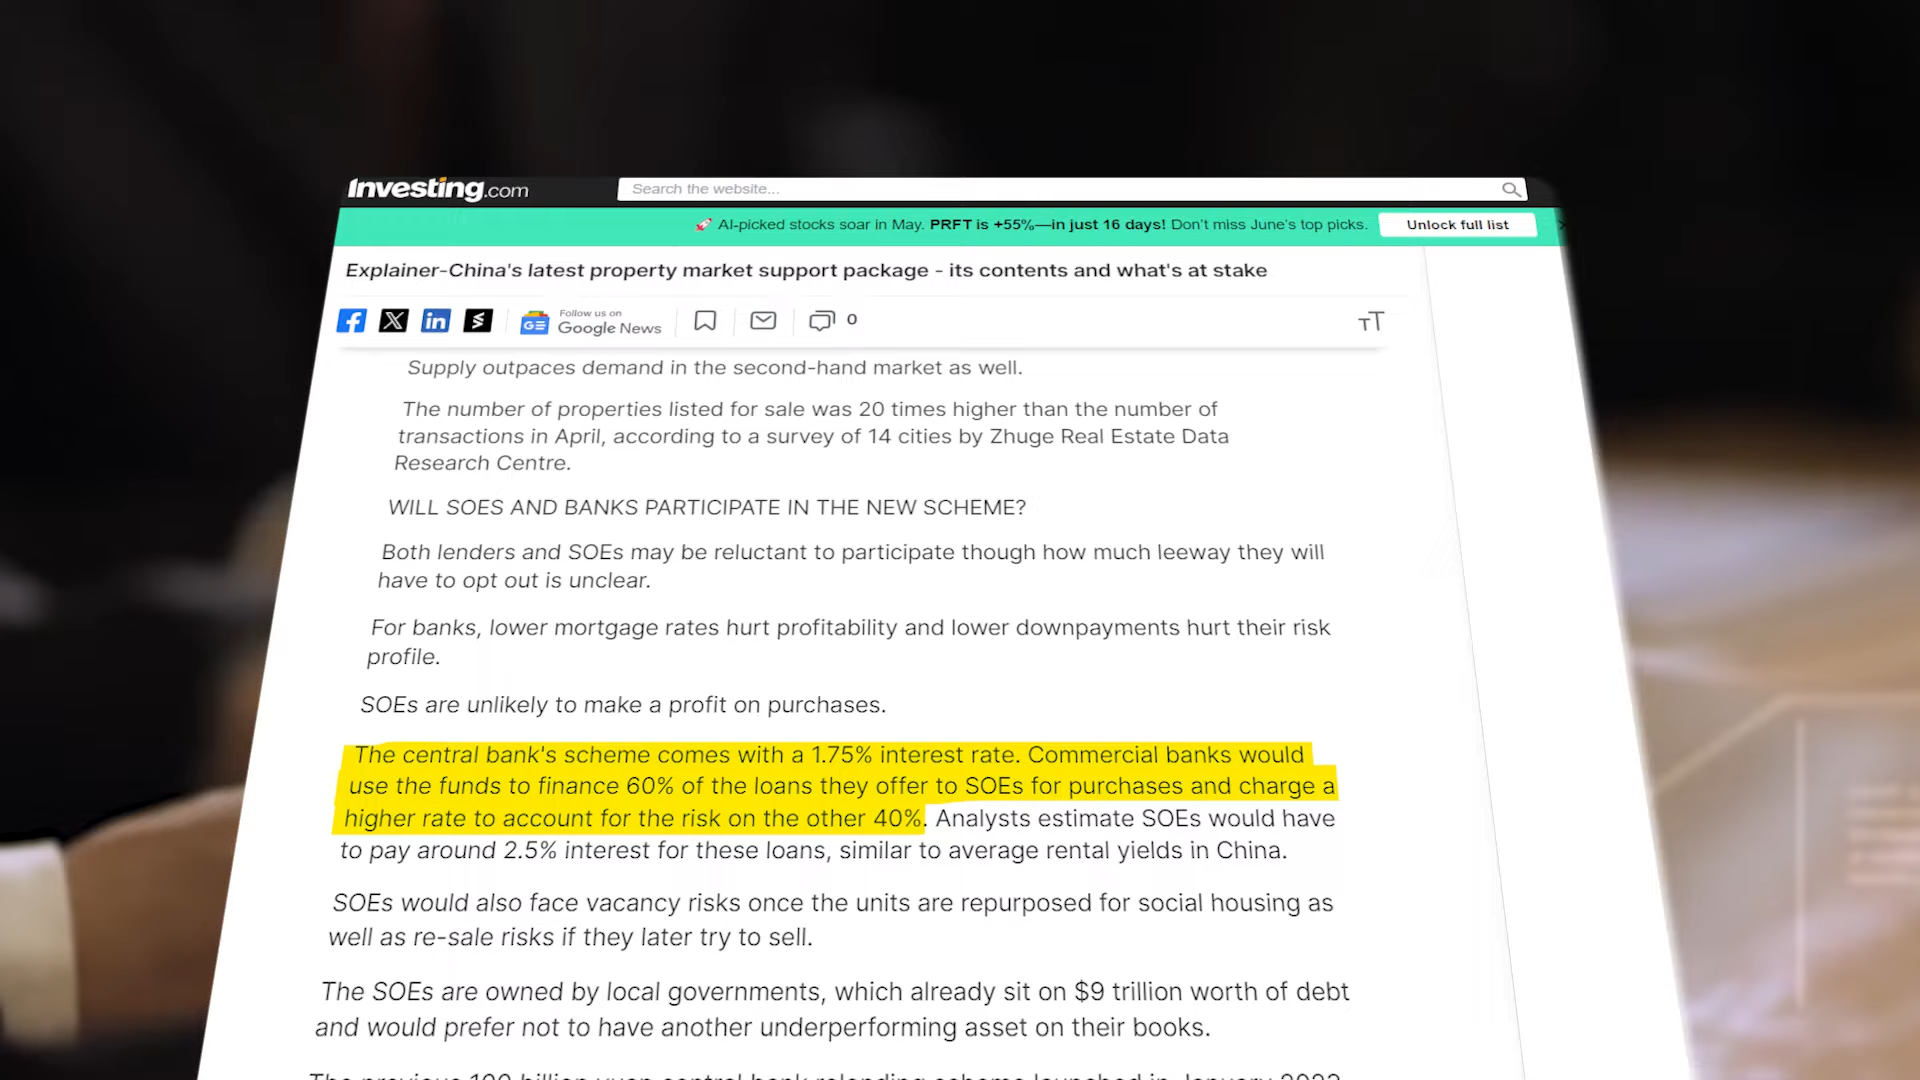 Investing.com
Search the website...
AI-picked stocks soar in May. PRFT is +55%—in just 16 days! Don't miss June's top picks.
Unlock full list
Explainer-China's latest property market support package - its contents and what's at stake
Follow us on
Google News
0
Supply outpaces demand in the second-hand market as well.
The number of properties listed for sale was 20 times higher than the number of
transactions in April, according to a survey of 14 cities by Zhuge Real Estate Data
Research Centre.
WILL SOES AND BANKS PARTICIPATE IN THE NEW SCHEME?
Both lenders and SOEs may be reluctant to participate though how much leeway they will
have to opt out is unclear.
For banks, lower mortgage rates hurt profitability and lower downpayments hurt their risk
profile.
SOEs are unlikely to make a profit on purchases.
The central bank's scheme comes with a 1.75% interest rate. Commercial banks would
use the funds to finance 60% of the loans they offer to SOEs for purchases and charge a
higher rate to account for the risk on the other 40%. Analysts estimate SOEs would have
to pay around 2.5% interest for these loans, similar to average rental yields in China.
SOEs would also face vacancy risks once the units are repurposed for social housing as
well as re-sale risks if they later try to sell.
The SOEs are owned by local governments, which already sit on $9 trillion worth of debt
and would prefer not to have another underperforming asset on their books.
The previous 100 billion yuan central bank relending scheme launched in January 2023